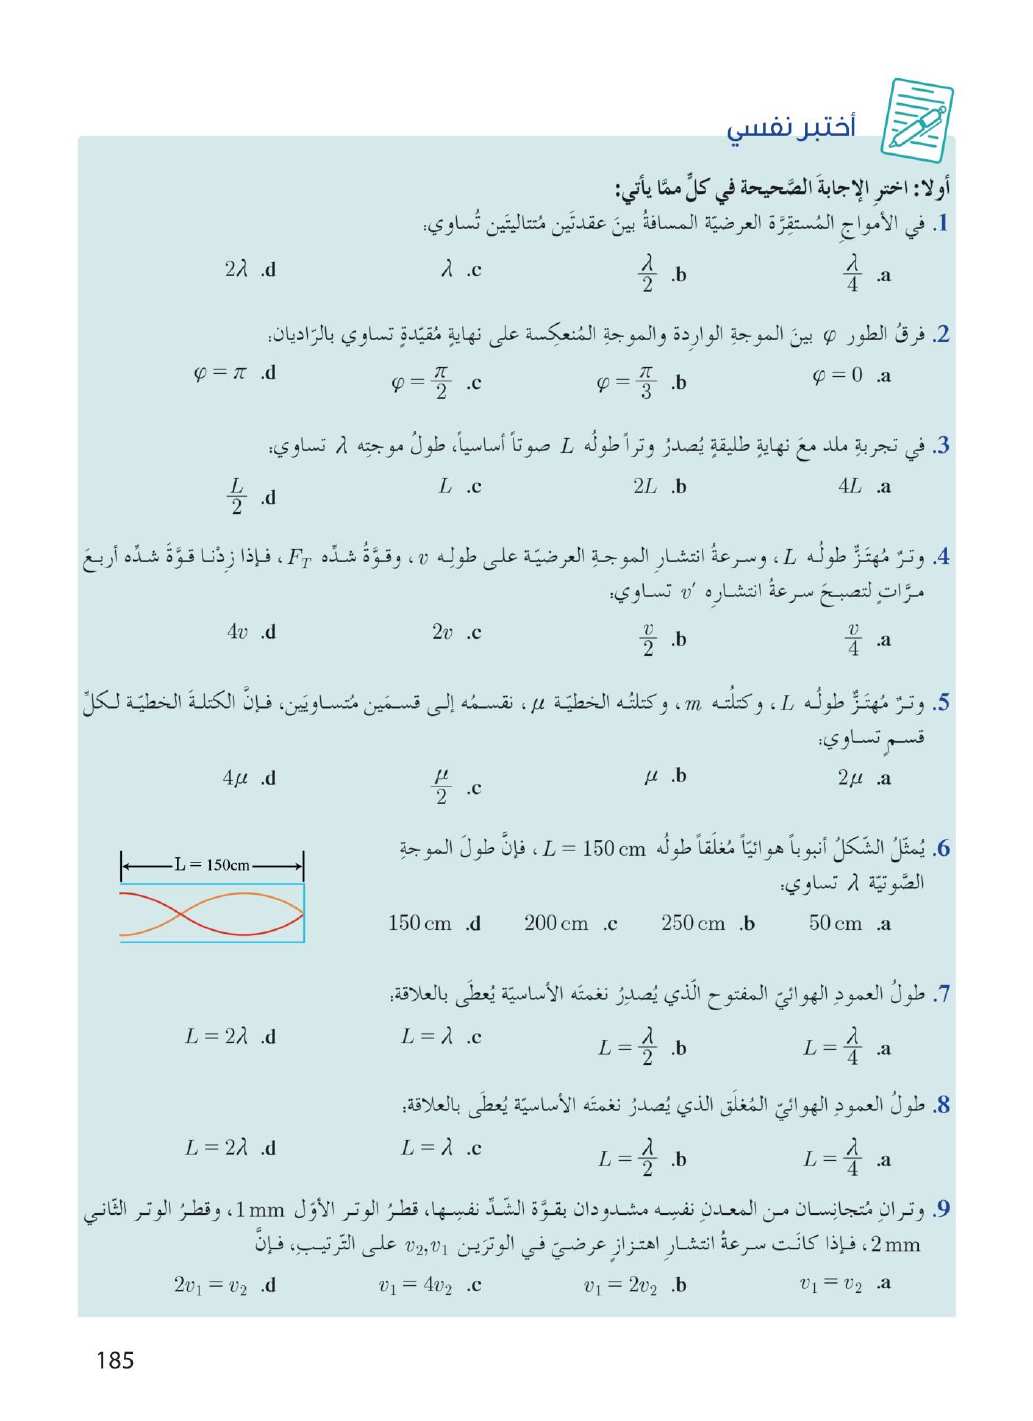 أختبر نفسي
أولا: اخترِ الإجابةَ الصَّحيحة في كلٍّ ممَّا يأتي:
1. في الأمواجِ المُستقِرَّة العرضيّة المسافةُ بينَ عقدتَين مُتتاليتَين تُساوي:
a. λ/4 b. λ/2 c. λ d. 2λ
2. فرقُ الطور φ بينَ الموجةِ الواردة والموجةِ المُنعكِسة على نهايةٍ مُقيّدةٍ تساوي بالرّاديان:
a. φ = 0 b. φ = π/3 c. φ = π/2 d. φ = π
3. في تجربةِ ملد معَ نهايةٍ طليقةٍ يُصدرُ وتراً طولُه L صوتاً أساسياً، طولُ موجتِه λ تساوي:
a. 4L b. 2L c. L d. L/2
4. وترٌ مُهتَزٌّ طولُه L، وسرعةُ انتشارِ الموجةِ العرضيّة على طولِه v، وقوَّةُ شدِّه F_T، فإذا زِدْنا قوَّةَ شدِّه أربعَ
مرَّاتٍ لتصبحَ سرعةُ انتشارِه v′ تساوي:
a. v/4 b. v/2 c. 2v d. 4v
5. وترٌ مُهتَزٌّ طولُه L، وكتلتُه m، وكتلتُه الخطيّة μ، نقسمُه إلى قسمَين مُتساويَين، فإنَّ الكتلةَ الخطيّة لكلِّ
قسمٍ تساوي:
a. 2μ b. μ c. μ/2 d. 4μ
6. يُمثّلُ الشّكلُ أنبوباً هوائيّاً مُغلَقاً طولُه L = 150 cm، فإنَّ طولَ الموجةِ
الصَّوتيّة λ تساوي:
L = 150cm
a. 50 cm b. 250 cm c. 200 cm d. 150 cm
7. طولُ العمودِ الهوائيّ المفتوح الّذي يُصدِرُ نغمتَه الأساسيّة يُعطَى بالعلاقة:
a. L = λ/4 b. L = λ/2 c. L = λ d. L = 2λ
8. طولُ العمودِ الهوائيّ المُغلَق الذي يُصدرُ نغمتَه الأساسيّة يُعطَى بالعلاقة:
a. L = λ/4 b. L = λ/2 c. L = λ d. L = 2λ
9. وترانِ مُتجانِسان من المعدنِ نفسِه مشدودان بقوَّة الشّدِّ نفسِها، قطرُ الوترِ الأوّل 1 mm، وقطرُ الوترِ الثّاني
2 mm، فإذا كانَت سرعةُ انتشارِ اهتزازٍ عرضيّ في الوترَين v₂,v₁ على التّرتيب، فإنَّ
a. v₁ = v₂ b. v₁ = 2v₂ c. v₁ = 4v₂ d. 2v₁ = v₂
185